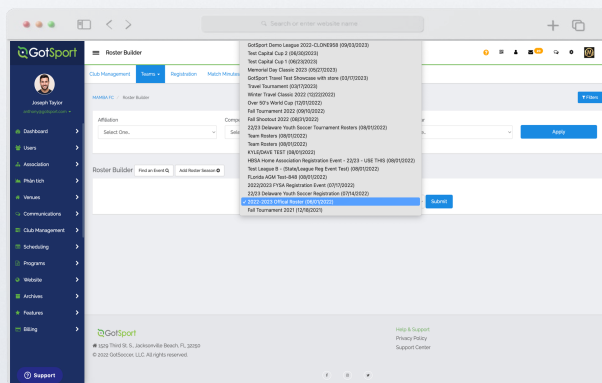 Search or enter website name
GotSport
Roster Builder
Joseph Taylor
Club Management
Teams
Registration
Match Minutes
MANBA FC / Roster Builder
Filters
Affiliation
Select One..
Apply
Roster Builder
Find an Event
Add Roster Season
Submit
GotSport Demo League 2022-CLONE958 (09/03/2023)
Test Capital Cup 2 (06/30/2023)
Test Capital Cup 1 (06/23/2023)
Memorial Day Classic 2023 (05/27/2023)
GotSport Travel Test Showcase with store (03/17/2023)
Travel Tournament (03/17/2023)
Winter Travel Classic 2022 (12/22/2022)
Over 50's World Cup (12/01/2022)
Fall Tournament 2022 (09/10/2022)
Fall Shootout 2022 (08/31/2022)
22/23 Delaware Youth Soccer Tournament Rosters (08/01/2022)
Team Rosters (08/01/2022)
Team Rosters (08/01/2022)
KYLE/DAVE TEST (08/01/2022)
HBSA Home Association Registration Event - 22/23 - USE THIS (08/01/2022)
Test League B - (State/League Reg Event Test) (08/01/2022)
FLorida AGM Test-848 (08/01/2022)
2022/2023 FYSA Registration Event (07/17/2022)
22/23 Delaware Youth Soccer Registration (07/14/2022)
✓ 2022-2023 Offical Roster (06/01/2022)
Fall Tournament 2021 (12/18/2021)
Dashboard
Users
Association
Phân tích
Venues
Communications
Club Management
Scheduling
Programs
Website
Archives
Features
Billing
Support
GotSport
1529 Third St. S., Jacksonville Beach, FL 32250
© 2022 GotSoccer, LLC. All rights reserved.
Help & Support
Privacy Policy
Support Center